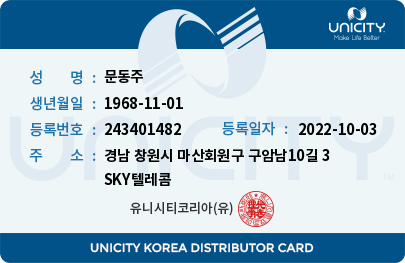 UNICITY
Make Life Better
성 명 : 문동주
생년월일 : 1968-11-01
등록번호 : 243401482 등록일자 : 2022-10-03
주 소 : 경남 창원시 마산회원구 구암남10길 3
SKY텔레콤
UNICITY TM
유니시티코리아(유)
UNICITY KOREA DISTRIBUTOR CARD